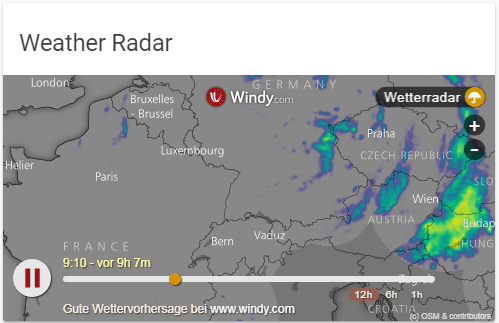 Weather Radar
London
GERMANY
Bruxelles
- Brussel
Windy.com
Wetterradar
+
Praha
Luxembourg
CZECH REPUBLIC
-
Helier
Paris
SLO
Wien
AUSTRIA
Budap
FRANCE
Bern
Vaduz
HUNG
9:10 - vor 9h 7m
Zagreb
12h 6h 1h
Gute Wettervorhersage bei www.windy.com
CROATIA
(c) OSM & contributors